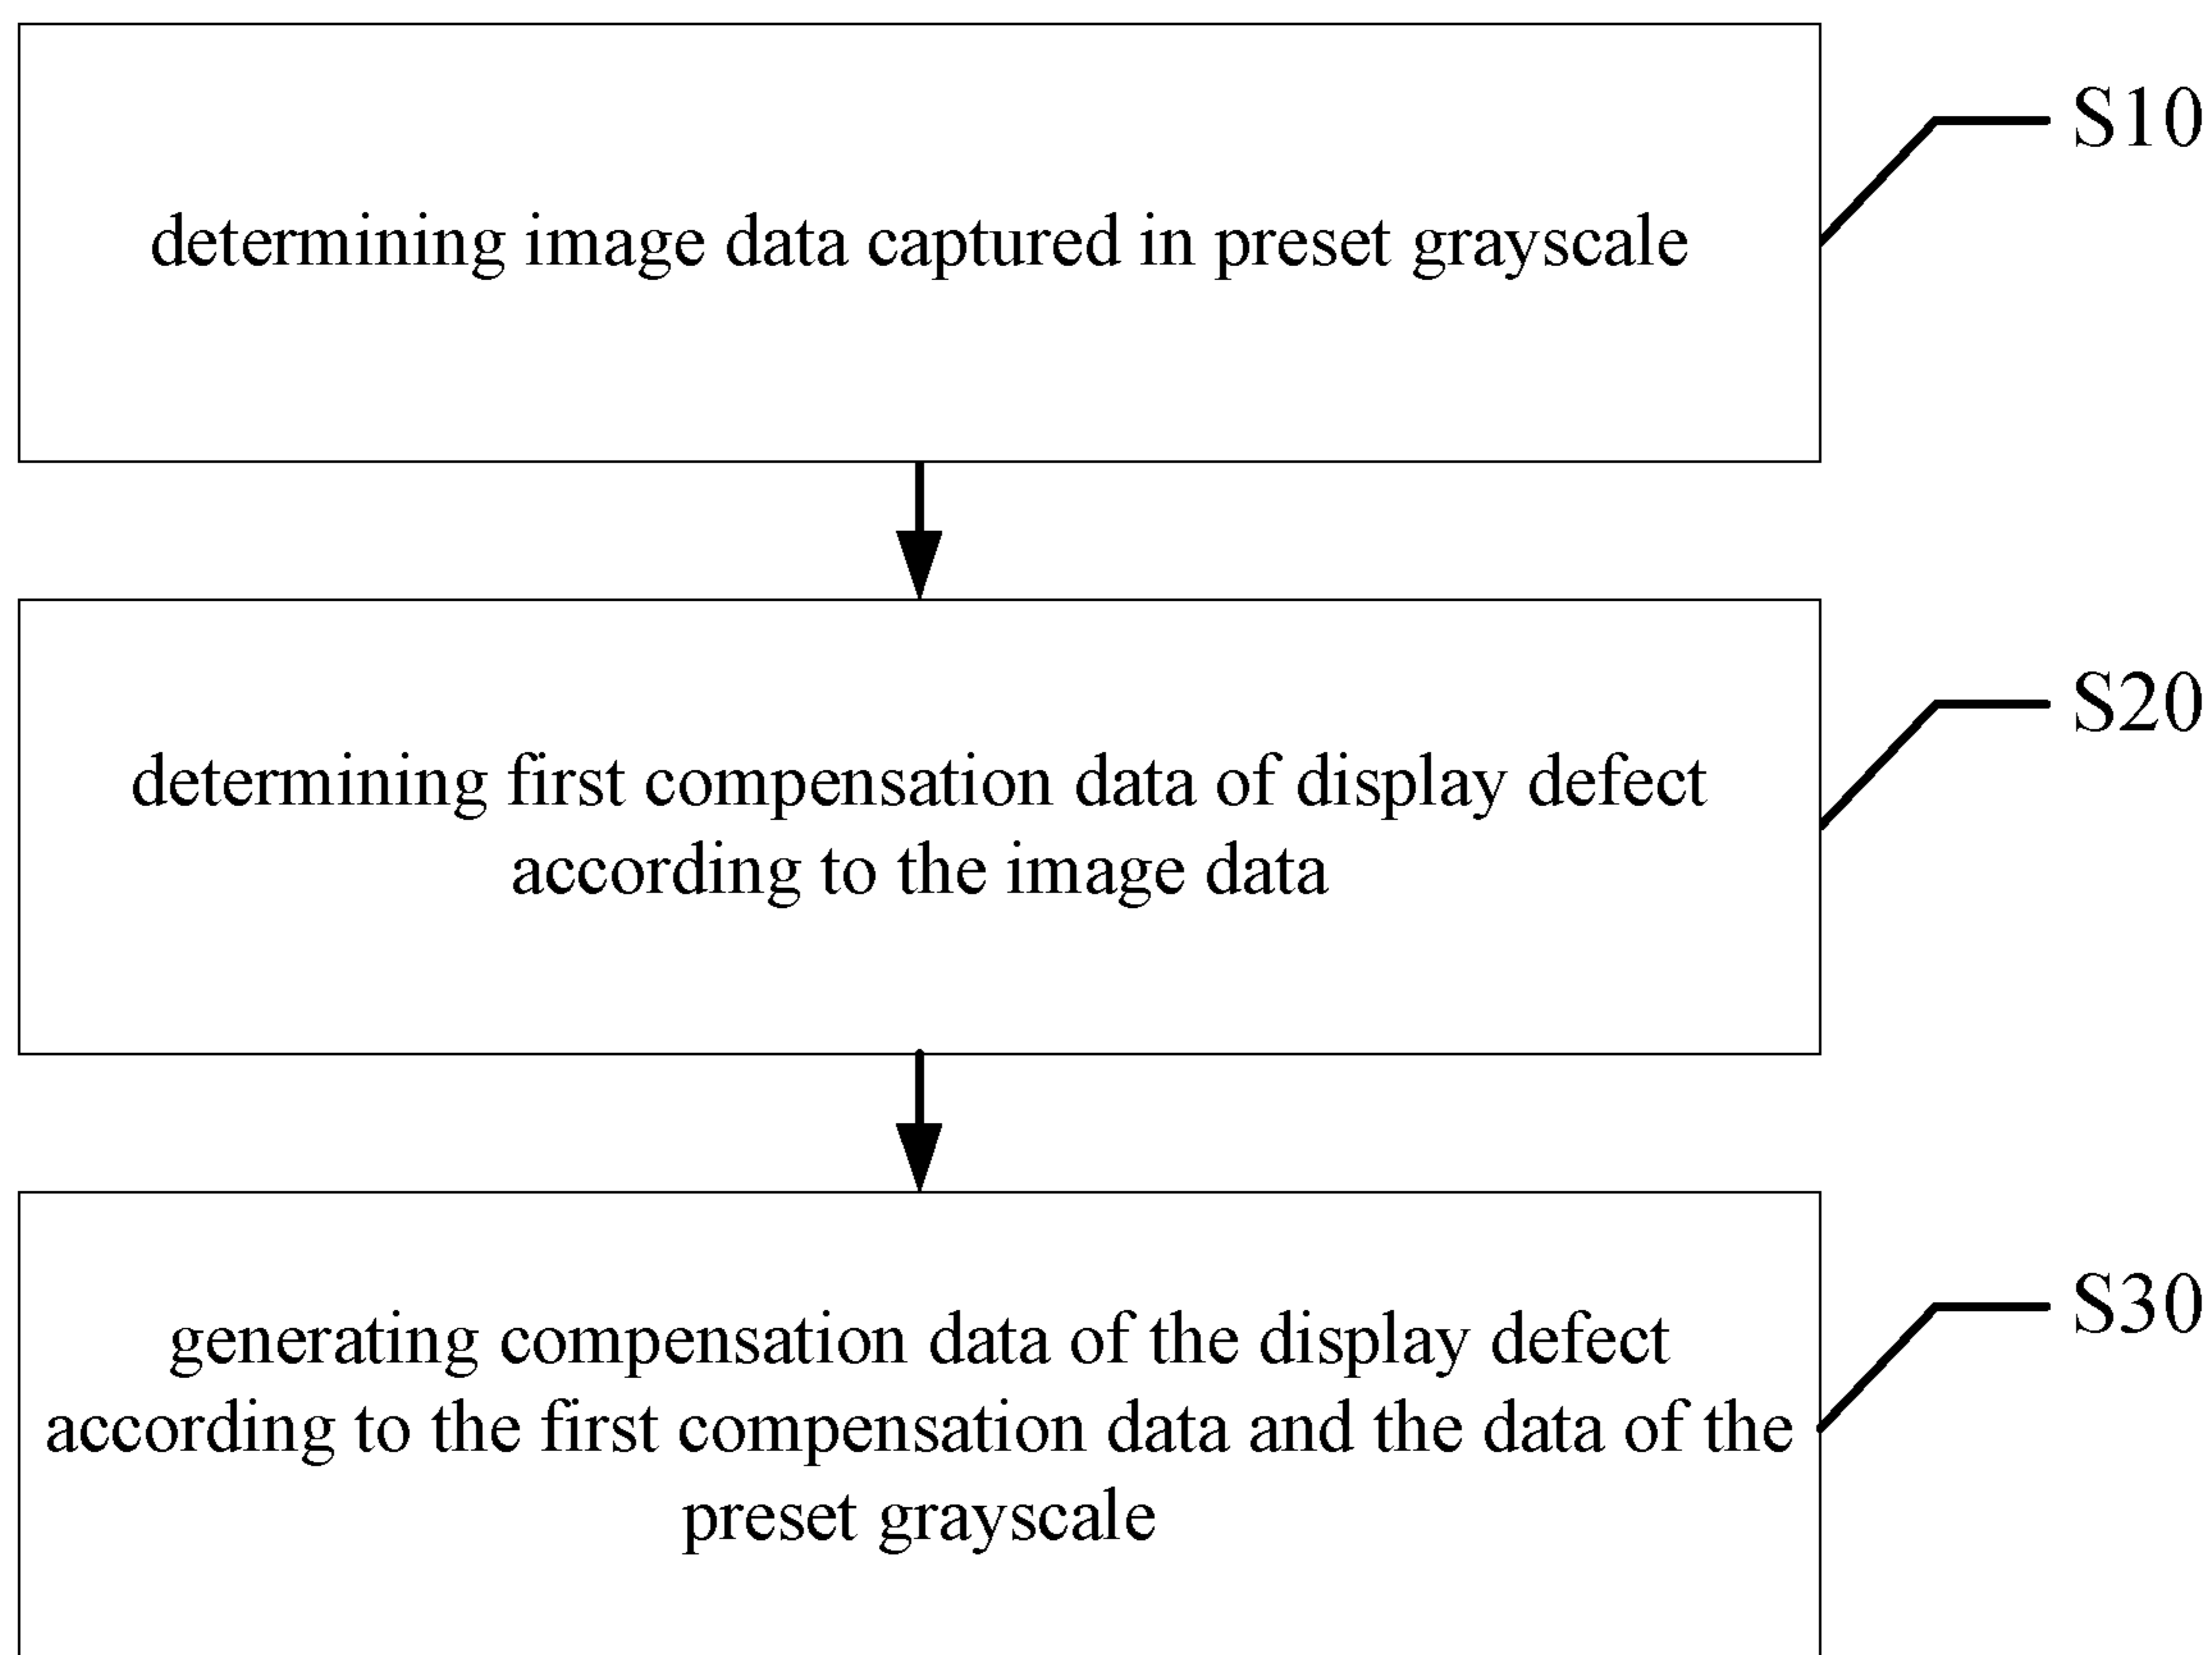 S10
determining image data captured in preset grayscale
S20
determining first compensation data of display defect
according to the image data
S30
generating compensation data of the display defect
according to the first compensation data and the data of the
preset grayscale